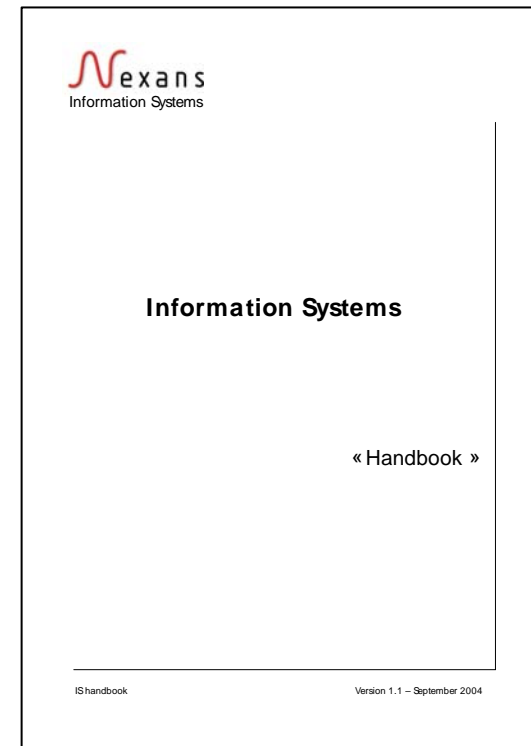 Nexans
Information Systems
Information Systems
« Handbook »
IS handbook Version 1.1 – September 2004